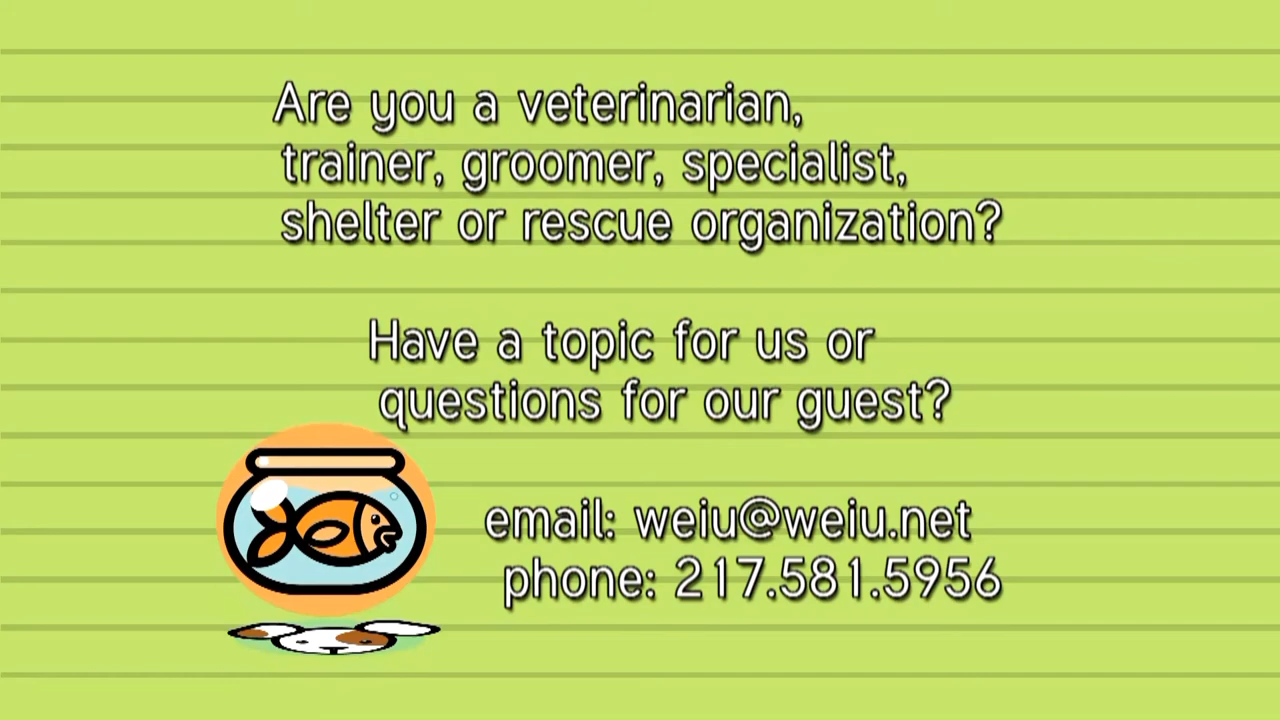 Are you a veterinarian,
trainer, groomer, specialist,
shelter or rescue organization?
Have a topic for us or
questions for our guest?
email: weiu@weiu.net
phone: 217.581.5956